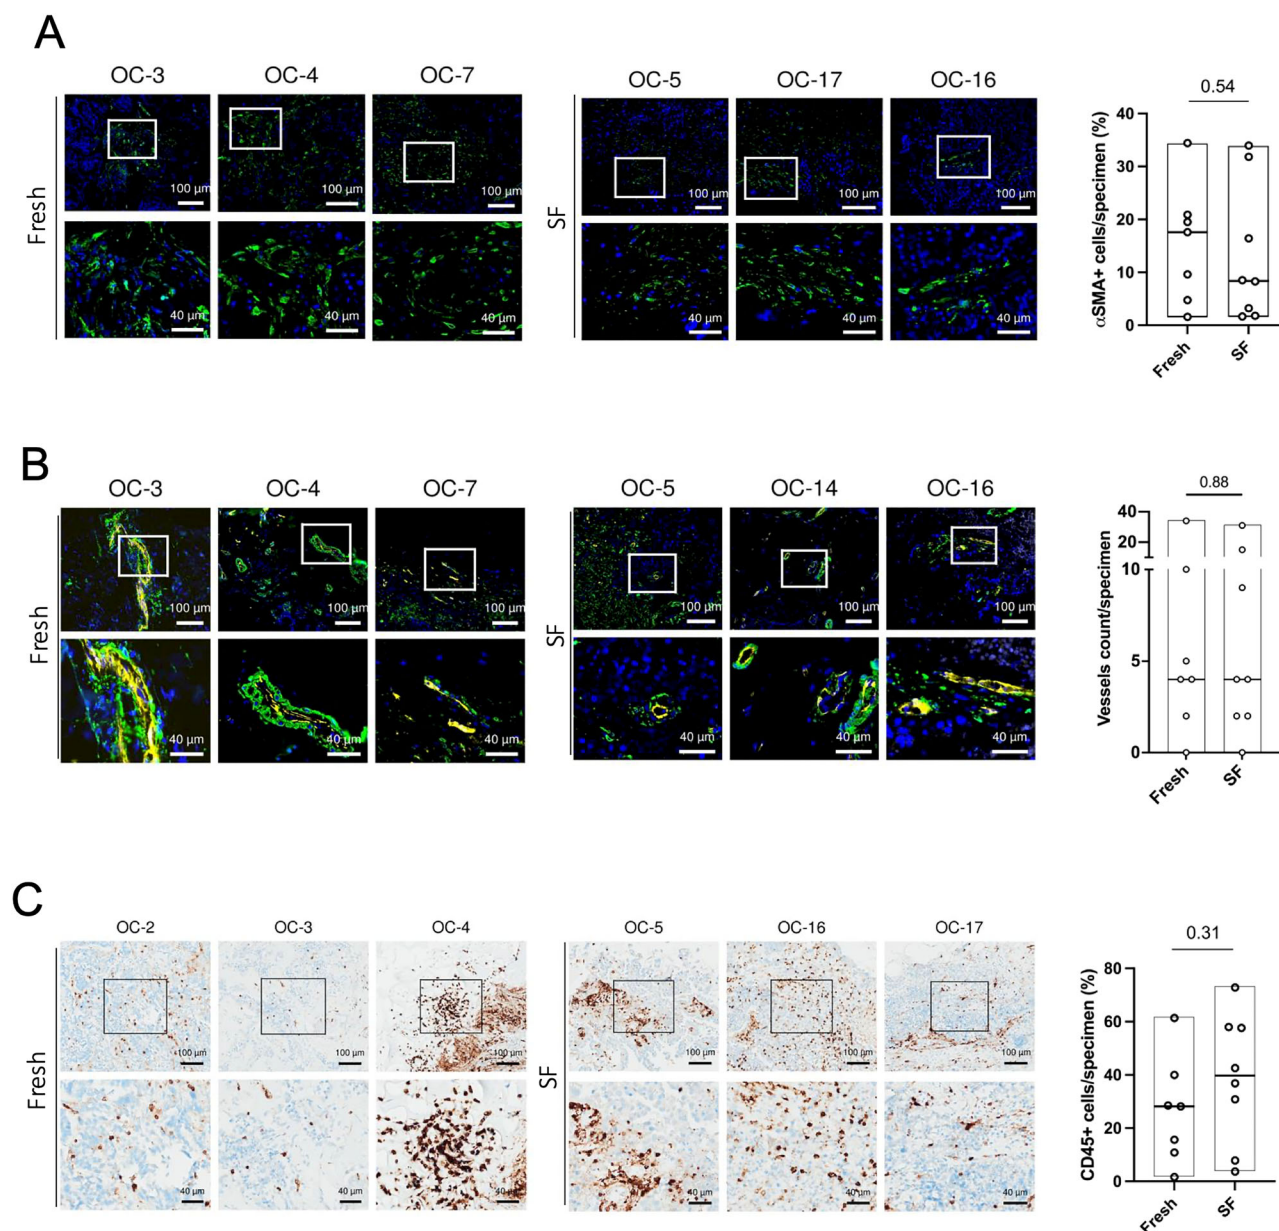 A
OC-3 OC-4 OC-7 OC-5 OC-17 OC-16
Fresh
100 µm 100 µm 100 µm
40 µm 40 µm 40 µm
SF
100 µm 100 µm 100 µm
40 µm 40 µm 40 µm
0.54
αSMA+ cells/specimen (%)
40
30
20
10
0
Fresh SF
B
OC-3 OC-4 OC-7 OC-5 OC-14 OC-16
Fresh
100 µm 100 µm 100 µm
40 µm 40 µm 40 µm
SF
100 µm 100 µm 100 µm
40 µm 40 µm 40 µm
0.88
Vessels count/specimen
40
20
10
5
0
Fresh SF
C
OC-2 OC-3 OC-4 OC-5 OC-16 OC-17
Fresh
100 µm 100 µm 100 µm
40 µm 40 µm 40 µm
SF
100 µm 100 µm 100 µm
40 µm 40 µm 40 µm
0.31
CD45+ cells/specimen (%)
80
60
40
20
0
Fresh SF